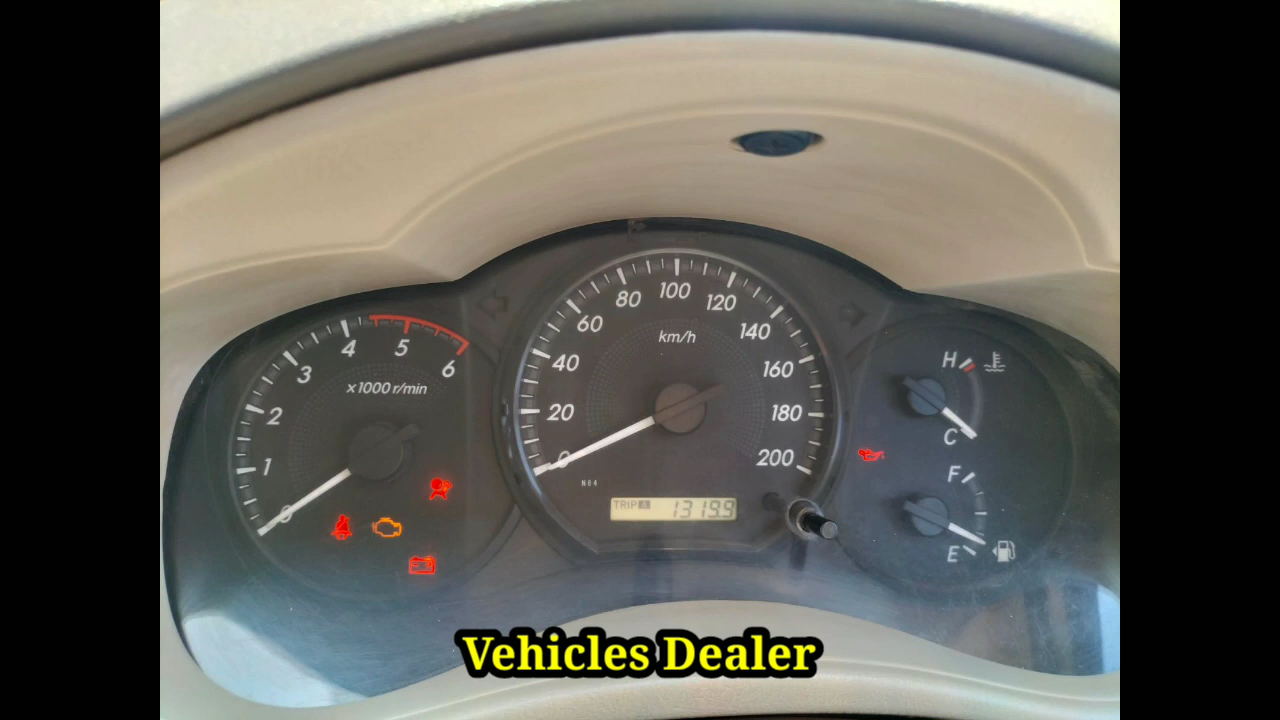 80 100 120
60 140
40 160
20 180
0 200
km/h
4 5 6
3
2
1
0
x1000 r/min
H
C
F
E
N04
TRIP A 1319.9
Vehicles Dealer